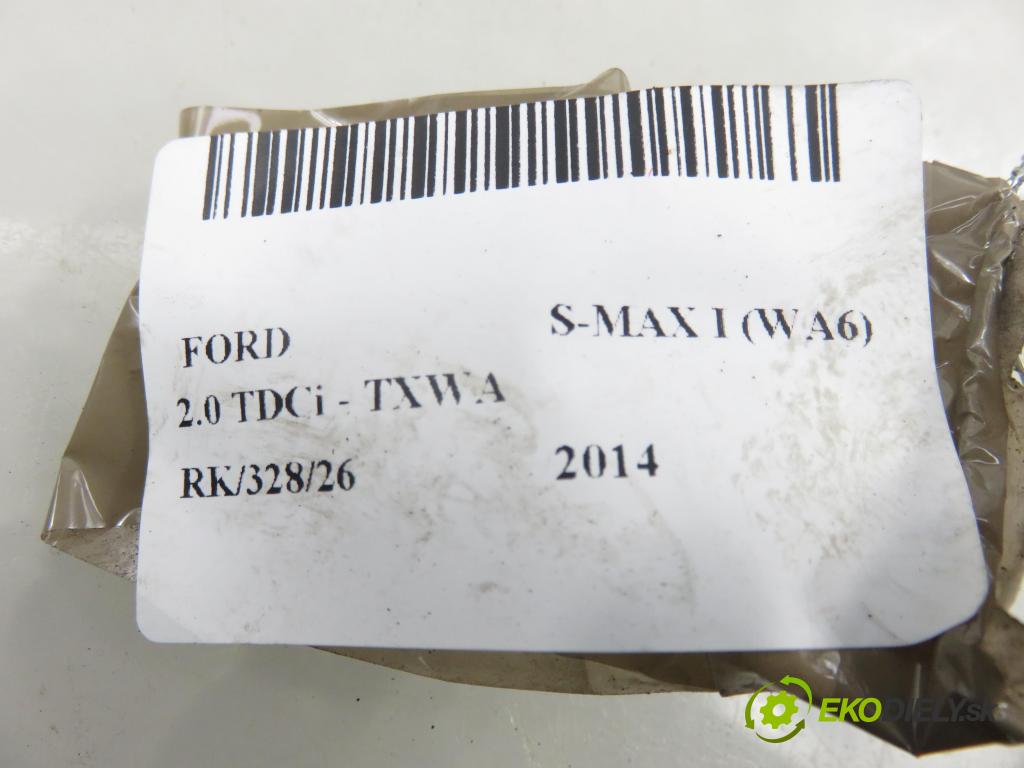 FORD S-MAX I (WA6)
2.0 TDCi - TXWA
RK/328/26 2014
EKODIELY.sk